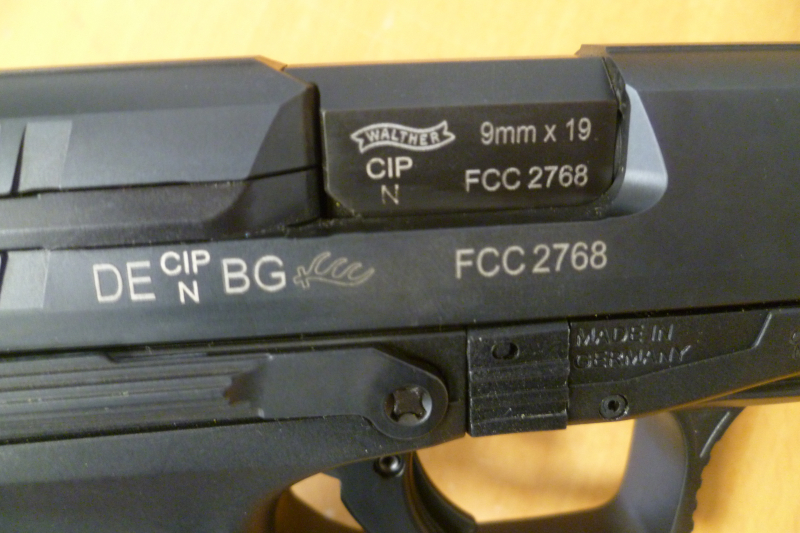 WALTHER 9mm x 19
CIP
N FCC 2768
DE CIP N BG FCC 2768
MADE IN
GERMANY